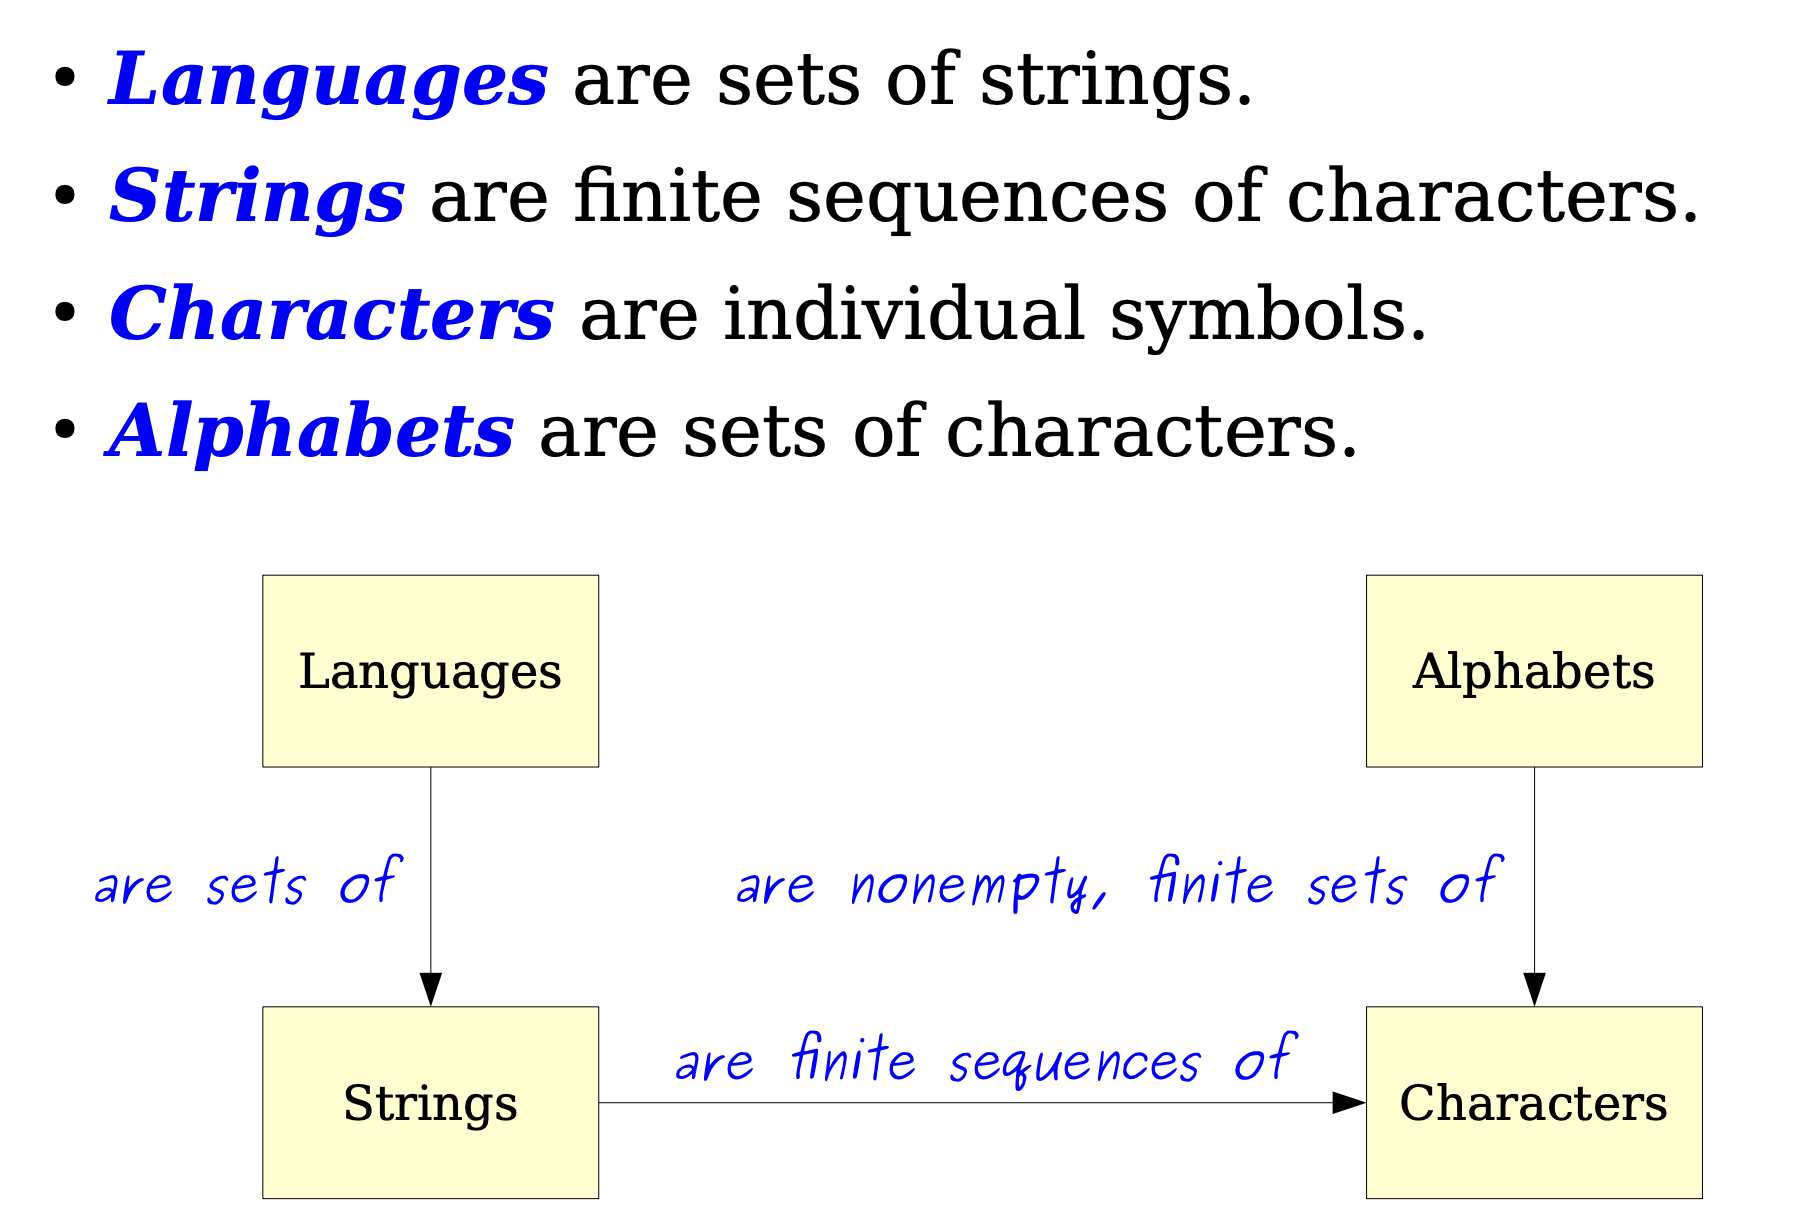 • Languages are sets of strings.
• Strings are finite sequences of characters.
• Characters are individual symbols.
• Alphabets are sets of characters.
Languages
Alphabets
are sets of
are nonempty, finite sets of
are finite sequences of
Strings
Characters